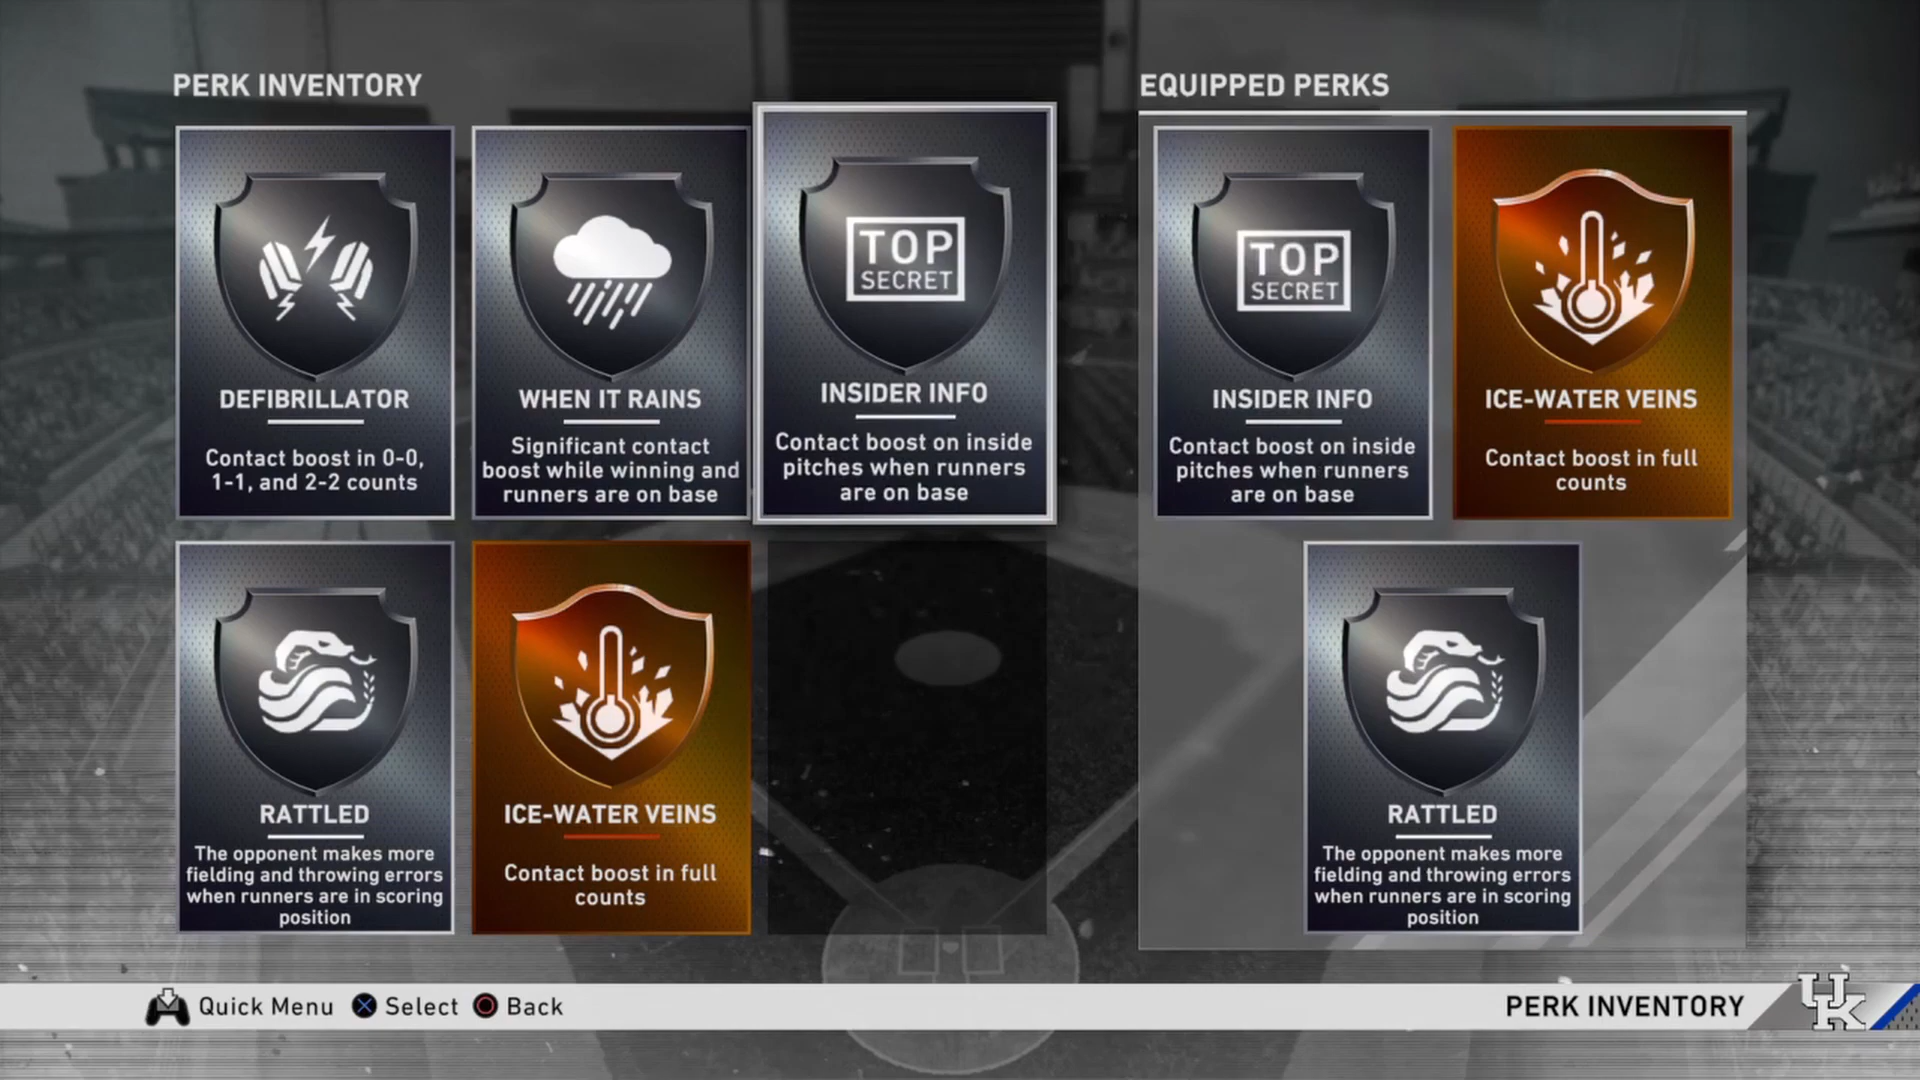 PERK INVENTORY
DEFIBRILLATOR
Contact boost in 0-0,
1-1, and 2-2 counts
WHEN IT RAINS
Significant contact
boost while winning and
runners are on base
TOP
SECRET
INSIDER INFO
Contact boost on inside
pitches when runners
are on base
RATTLED
The opponent makes more
fielding and throwing errors
when runners are in scoring
position
ICE-WATER VEINS
Contact boost in full
counts
EQUIPPED PERKS
TOP
SECRET
INSIDER INFO
Contact boost on inside
pitches when runners
are on base
ICE-WATER VEINS
Contact boost in full
counts
RATTLED
The opponent makes more
fielding and throwing errors
when runners are in scoring
position
Quick Menu Select Back
PERK INVENTORY
UK